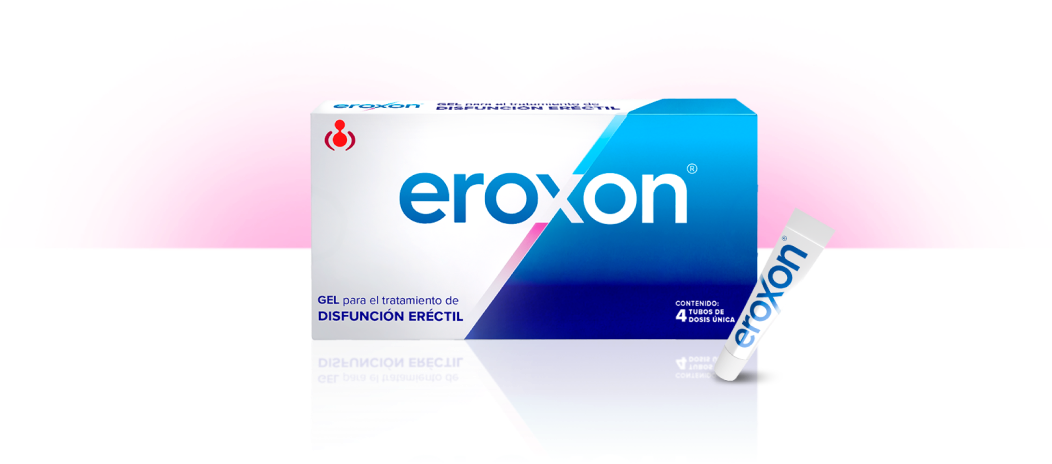 eroxon
GEL para el tratamiento de
DISFUNCIÓN ERÉCTIL
eroxon®
GEL para el tratamiento de
DISFUNCIÓN ERÉCTIL
CONTENIDO:
4 TUBOS DE
DOSIS ÚNICA
eroxon®